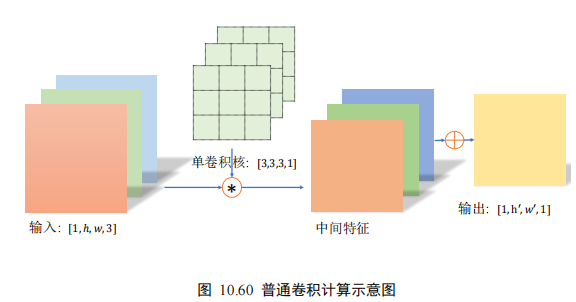 单卷积核：[3,3,3,1]
*
输入：[1, h, w, 3]
中间特征
输出：[1, h′, w′, 1]
图 10.60 普通卷积计算示意图